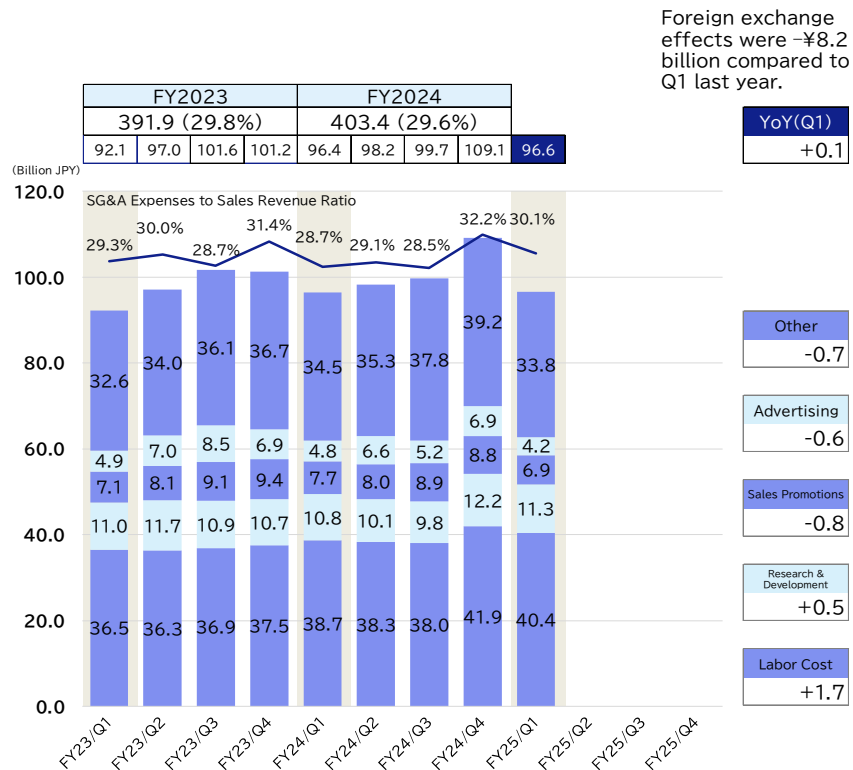 Foreign exchange
effects were −¥8.2
billion compared to
Q1 last year.
FY2023 FY2024
391.9 (29.8%) 403.4 (29.6%)
92.1 97.0 101.6 101.2 96.4 98.2 99.7 109.1 96.6
YoY(Q1)
+0.1
(Billion JPY)
120.0
SG&A Expenses to Sales Revenue Ratio
29.3% 30.0% 28.7% 31.4% 28.7% 29.1% 28.5% 32.2% 30.1%
100.0
80.0
60.0
40.0
20.0
0.0
32.6 34.0 36.1 36.7 34.5 35.3 37.8 39.2 33.8
4.9 7.0 8.5 6.9 4.8 6.6 5.2 6.9 4.2
7.1 8.1 9.1 9.4 7.7 8.0 8.9 8.8 6.9
11.0 11.7 10.9 10.7 10.8 10.1 9.8 12.2 11.3
36.5 36.3 36.9 37.5 38.7 38.3 38.0 41.9 40.4
FY23/Q1 FY23/Q2 FY23/Q3 FY23/Q4 FY24/Q1 FY24/Q2 FY24/Q3 FY24/Q4 FY25/Q1 FY25/Q2 FY25/Q3 FY25/Q4
Other
-0.7
Advertising
-0.6
Sales Promotions
-0.8
Research &
Development
+0.5
Labor Cost
+1.7